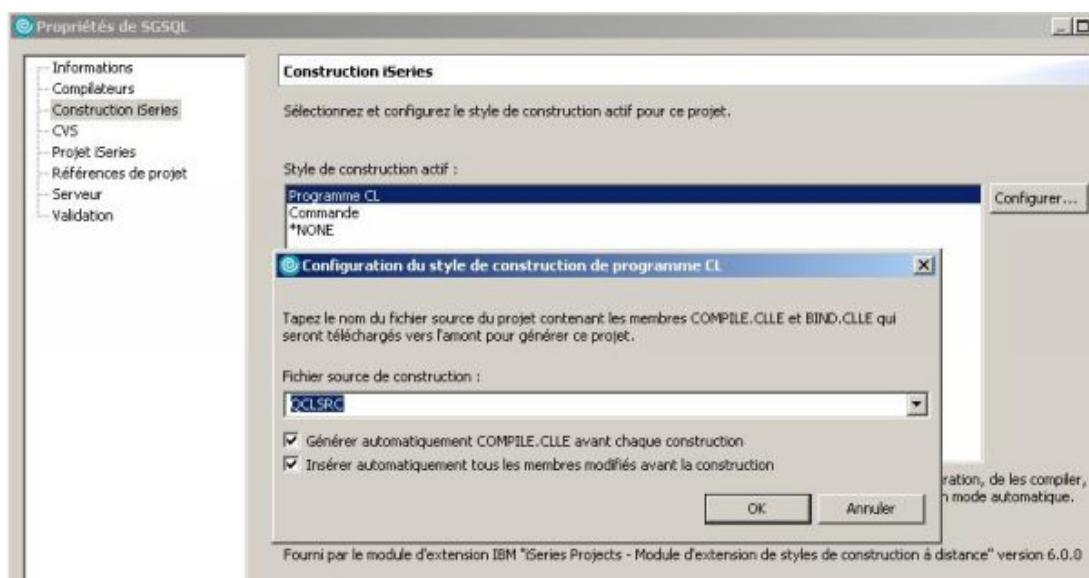 Propriétés de SGSQL
Informations
Compilateurs
Construction iSeries
CVS
Projet iSeries
Références de projet
Serveur
Validation
Construction iSeries
Sélectionnez et configurez le style de construction actif pour ce projet.
Style de construction actif :
Programme CL
Commande
*NONE
Configurer...
Configuration du style de construction de programme CL
Tapez le nom du fichier source du projet contenant les membres COMPILE.CLLE et BIND.CLLE qui
seront téléchargés vers l'amont pour générer ce projet.
Fichier source de construction :
QCLSRC
Générer automatiquement COMPILE.CLLE avant chaque construction
Insérer automatiquement tous les membres modifiés avant la construction
OK Annuler
ration, de les compiler,
n mode automatique.
Fourni par le module d'extension IBM "iSeries Projects - Module d'extension de styles de construction à distance" version 6.0.0